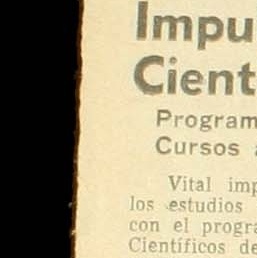 Impu
Cient
Program
Cursos a
Vital imp
los estudios
con el progra
Científicos de